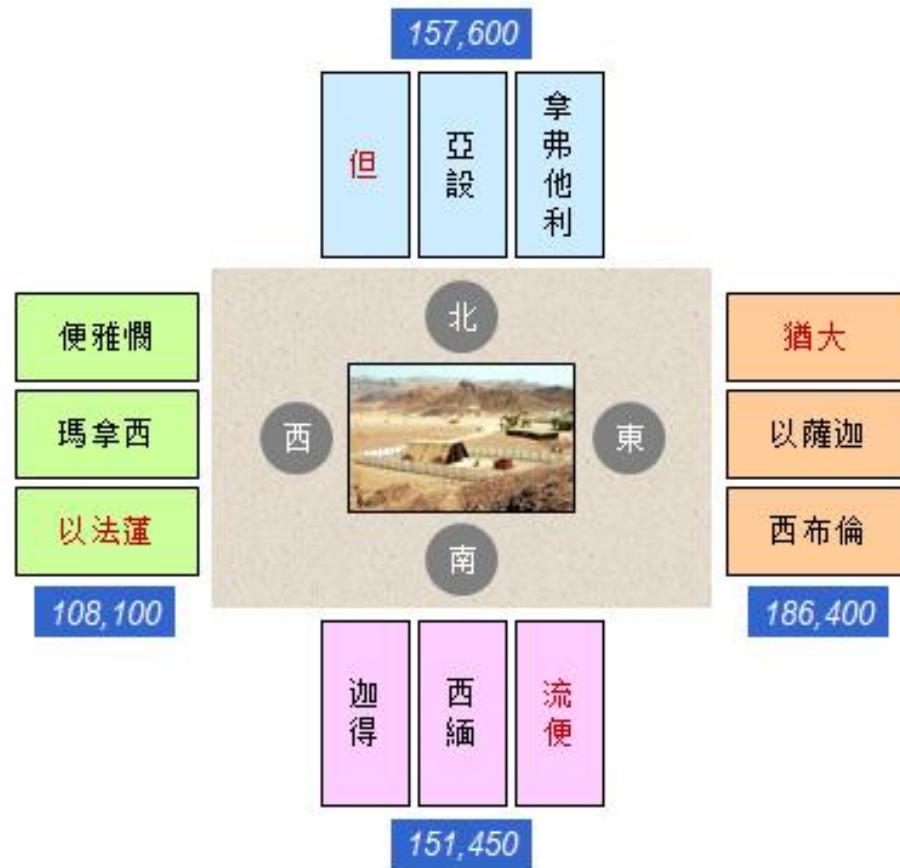 157,600
但
亞設
拿弗他利
北
便雅憫
瑪拿西
以法蓮
108,100
西
東
猶大
以薩迦
西布倫
186,400
南
迦得
西緬
流便
151,450